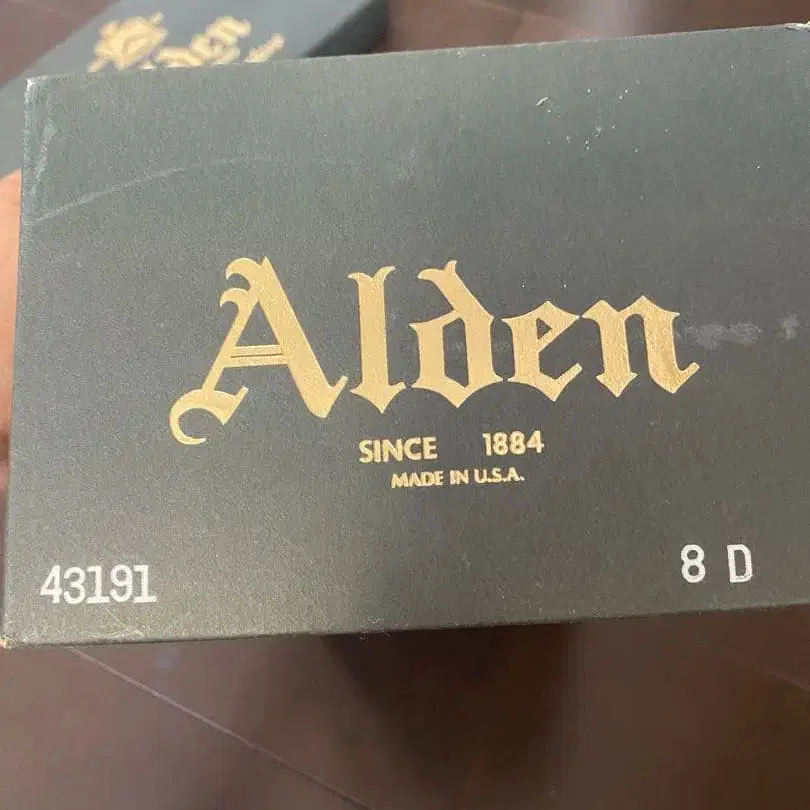 Alden
SINCE 1884
MADE IN U.S.A.
43191 8 D